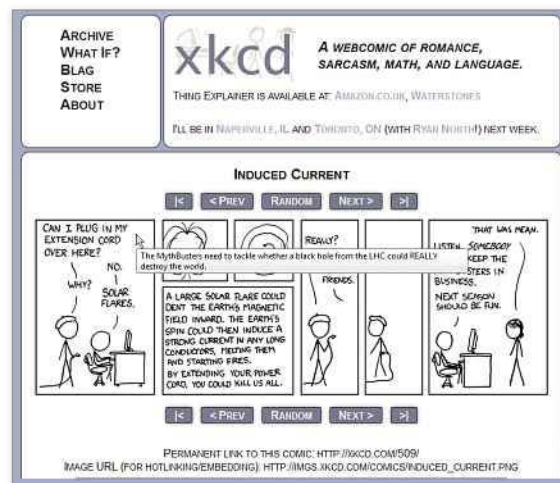 ARCHIVE
WHAT IF?
BLAG
STORE
ABOUT
xkcd
A WEBCOMIC OF ROMANCE,
SARCASM, MATH, AND LANGUAGE.
THING EXPLAINER IS AVAILABLE AT: AMAZON.CO.UK, WATERSTONES
I'LL BE IN NAPERVILLE, IL AND TORONTO, ON (WITH RYAN NORTH!) NEXT WEEK.
INDUCED CURRENT
|< < PREV RANDOM NEXT > >|
CAN I PLUG IN MY
EXTENSION CORD
OVER HERE?
WHY?
NO.
SOLAR
FLARES.
The MythBusters need to tackle whether a black hole from the LHC could REALLY
destroy the world.
A LARGE SOLAR FLARE COULD
DENT THE EARTH'S MAGNETIC
FIELD INWARD. THE EARTH'S
SPIN COULD THEN INDUCE A
STRONG CURRENT IN ANY LONG
CONDUCTORS, MELTING THEM
AND STARTING FIRES.
BY EXTENDING YOUR POWER
CORD, YOU COULD KILL US ALL.
REALLY?
FRIENDS.
THAT WAS MEAN.
LISTEN, SOMEBODY
KEEP THE
BUSTERS IN
BUSINESS.
NEXT SEASON
SHOULD BE FUN.
|< < PREV RANDOM NEXT > >|
PERMANENT LINK TO THIS COMIC: HTTP://XKCD.COM/509/
IMAGE URL (FOR HOTLINKING/EMBEDDING): HTTP://IMGS.XKCD.COM/COMICS/INDUCED_CURRENT.PNG